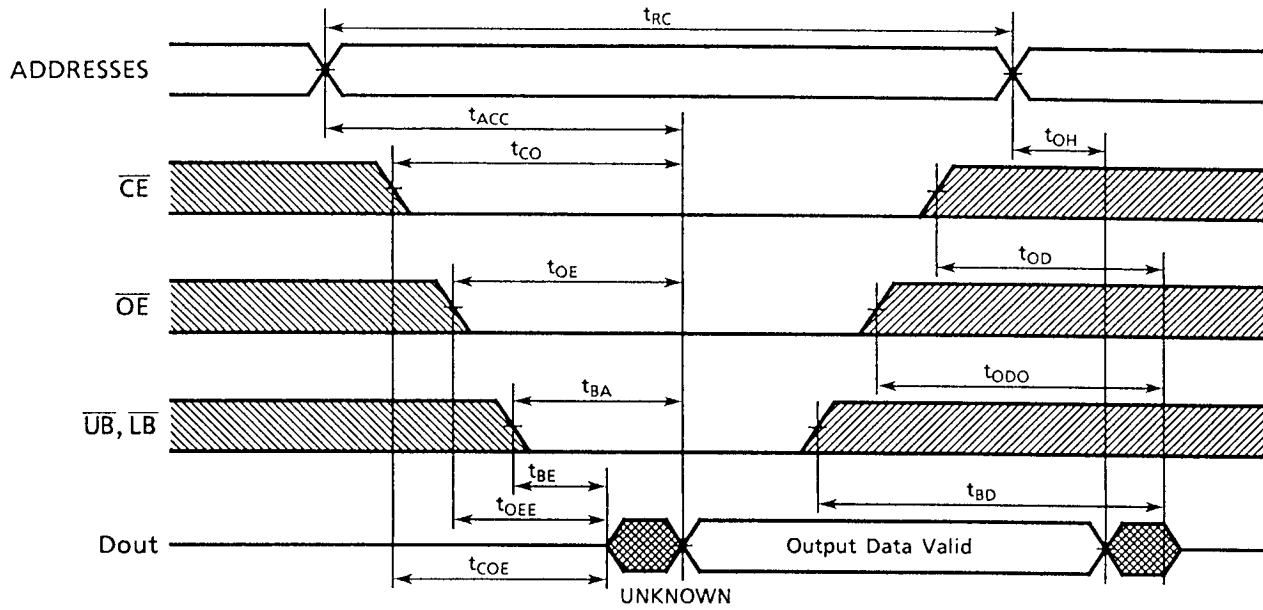 tRC
ADDRESSES
tACC
tCO
tOH
CE
tOE
tOD
OE
tBA
tODO
UB, LB
tBE
tBD
tOEE
Dout
Output Data Valid
tCOE
UNKNOWN